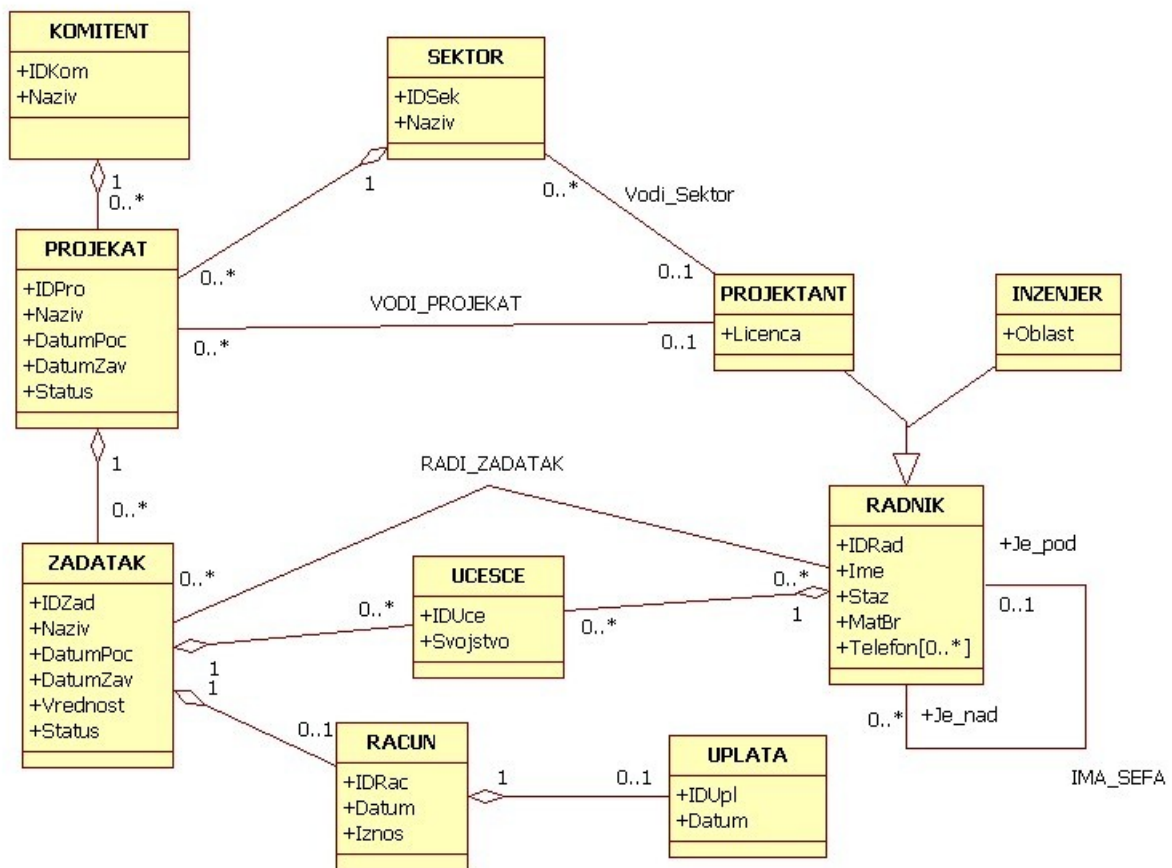 KOMITENT
+IDKom
+Naziv
1
0..*
SEKTOR
+IDSek
+Naziv
1
0..*
0..*
Vodi_Sektor
0..1
PROJEKAT
+IDPro
+Naziv
+DatumPoc
+DatumZav
+Status
VODI_PROJEKAT
0..*
0..1
PROJEKTANT
+Licenca
INZENJER
+Oblast
1
0..*
RADI_ZADATAK
0..*
0..*
ZADATAK
+IDZad
+Naziv
+DatumPoc
+DatumZav
+Vrednost
+Status
UCESCE
+IDUce
+Svojstvo
0..*
1
0..*
1
RADNIK
+IDRad
+Ime
+Staz
+MatBr
+Telefon[0..*]
+Je_pod
0..1
0..*
+Je_nad
IMA_SEFA
1
0..1
RACUN
+IDRac
+Datum
+Iznos
1
0..1
UPLATA
+IDUpl
+Datum